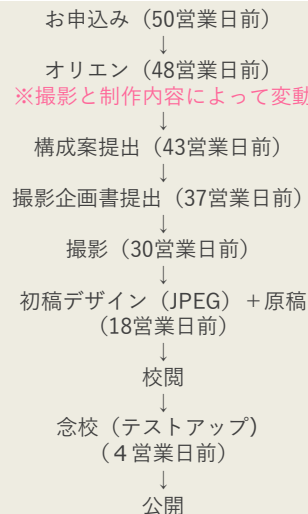 お申込み（50営業日前）
↓
オリエン（48営業日前）
※撮影と制作内容によって変動
↓
構成案提出（43営業日前）
↓
撮影企画書提出（37営業日前）
↓
撮影（30営業日前）
↓
初稿デザイン（JPEG）＋原稿
（18営業日前）
↓
校閲
↓
念校（テストアップ）
（４営業日前）
↓
公開